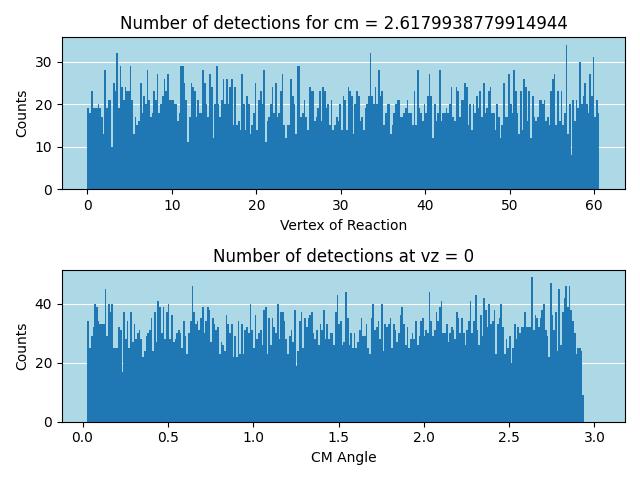 Number of detections for cm = 2.6179938779914944
30
20
10
0
Counts
0 10 20 30 40 50 60
Vertex of Reaction
Number of detections at vz = 0
40
20
0
Counts
0.0 0.5 1.0 1.5 2.0 2.5 3.0
CM Angle